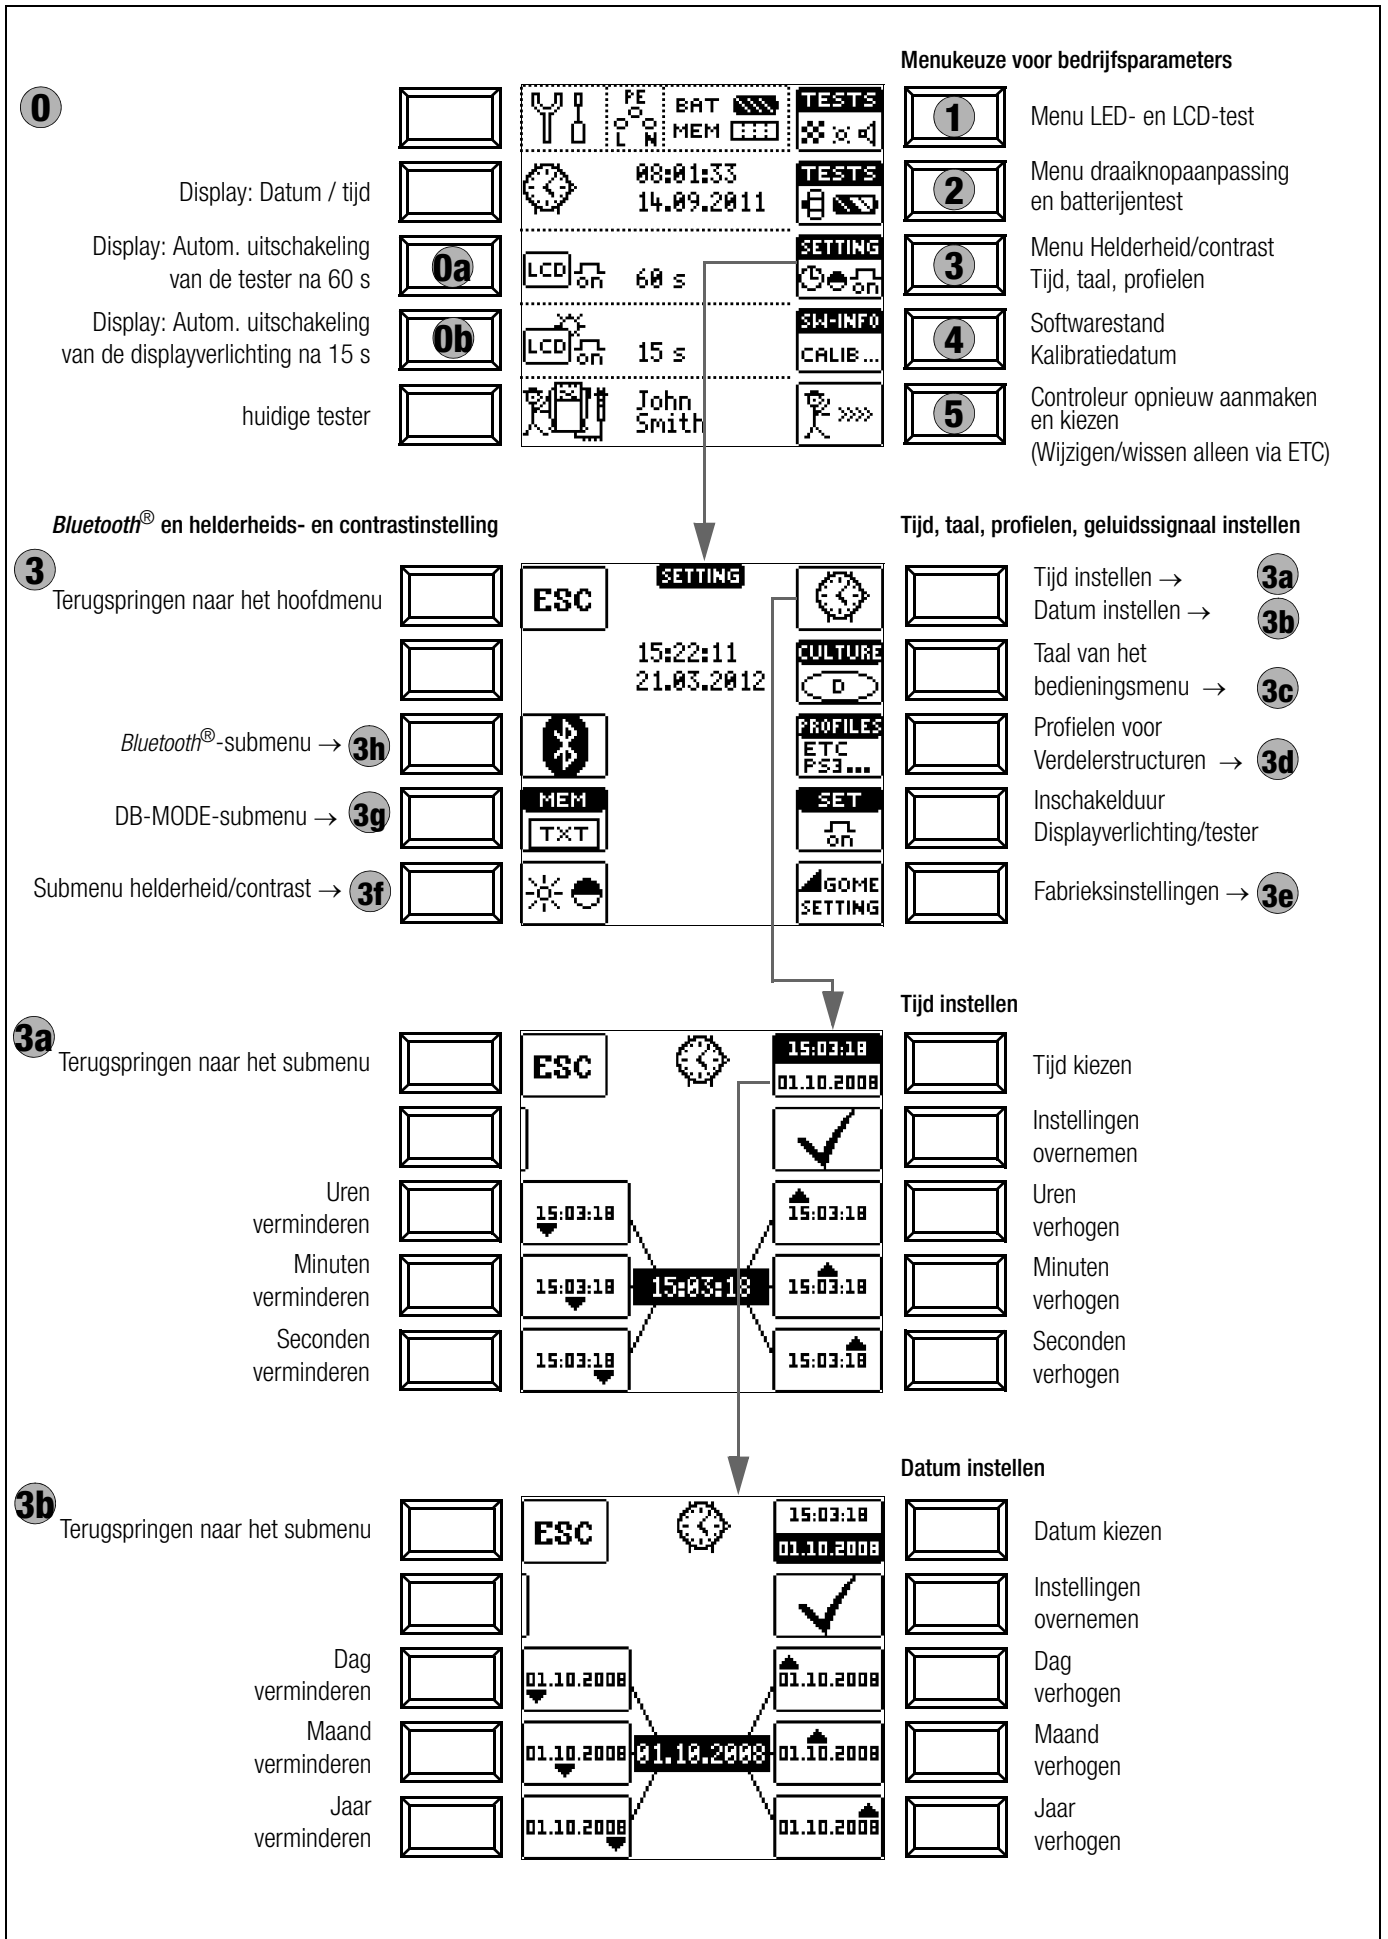 Menukeuze voor bedrijfsparameters
0
PE
L N
BAT
MEM
TESTS
1
Menu LED- en LCD-test
Display: Datum / tijd
08:01:33
14.09.2011
TESTS
2
Menu draaiknopaanpassing
en batterijentest
Display: Autom. uitschakeling
van de tester na 60 s
0a
LCD on 60 s
SETTING
on
3
Menu Helderheid/contrast
Tijd, taal, profielen
Display: Autom. uitschakeling
van de displayverlichting na 15 s
0b
LCD on 15 s
SW-INFO
CALIB...
4
Softwarestand
Kalibratiedatum
huidige tester
John
Smith
»»
5
Controleur opnieuw aanmaken
en kiezen
(Wijzigen/wissen alleen via ETC)
Bluetooth® en helderheids- en contrastinstelling
Tijd, taal, profielen, geluidssignaal instellen
3
Terugspringen naar het hoofdmenu
ESC
SETTING
Tijd instellen → 3a
Datum instellen → 3b
15:22:11
21.03.2012
CULTURE
D
Taal van het
bedieningsmenu → 3c
Bluetooth®-submenu → 3h
PROFILES
ETC
PS3...
Profielen voor
Verdelerstructuren → 3d
DB-MODE-submenu → 3g
MEM
TXT
SET
on
Inschakelduur
Displayverlichting/tester
Submenu helderheid/contrast → 3f
GOME
SETTING
Fabrieksinstellingen → 3e
Tijd instellen
3a
Terugspringen naar het submenu
ESC
15:03:18
01.10.2008
Tijd kiezen
Instellingen
overnemen
Uren
verminderen
15:03:18
15:03:18
Uren
verhogen
Minuten
verminderen
15:03:18
15:03:18
15:03:18
Minuten
verhogen
Seconden
verminderen
15:03:18
15:03:18
Seconden
verhogen
Datum instellen
3b
Terugspringen naar het submenu
ESC
15:03:18
01.10.2008
Datum kiezen
Instellingen
overnemen
Dag
verminderen
01.10.2008
01.10.2008
Dag
verhogen
Maand
verminderen
01.10.2008
01.10.2008
01.10.2008
Maand
verhogen
Jaar
verminderen
01.10.2008
01.10.2008
Jaar
verhogen